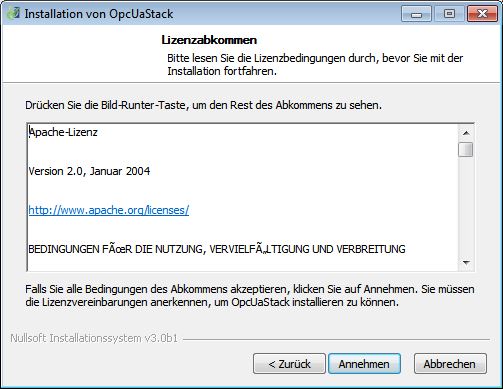 Installation von OpcUaStack
Lizenzabkommen
Bitte lesen Sie die Lizenzbedingungen durch, bevor Sie mit der
Installation fortfahren.
Drücken Sie die Bild-Runter-Taste, um den Rest des Abkommens zu sehen.
Apache-Lizenz
Version 2.0, Januar 2004
http://www.apache.org/licenses/
BEDINGUNGEN FÃœR DIE NUTZUNG, VERVIELFÃ„LTIGUNG UND VERBREITUNG
Falls Sie alle Bedingungen des Abkommens akzeptieren, klicken Sie auf Annehmen. Sie müssen
die Lizenzvereinbarungen anerkennen, um OpcUaStack installieren zu können.
Nullsoft Installationssystem v3.0b1
< Zurück
Annehmen
Abbrechen